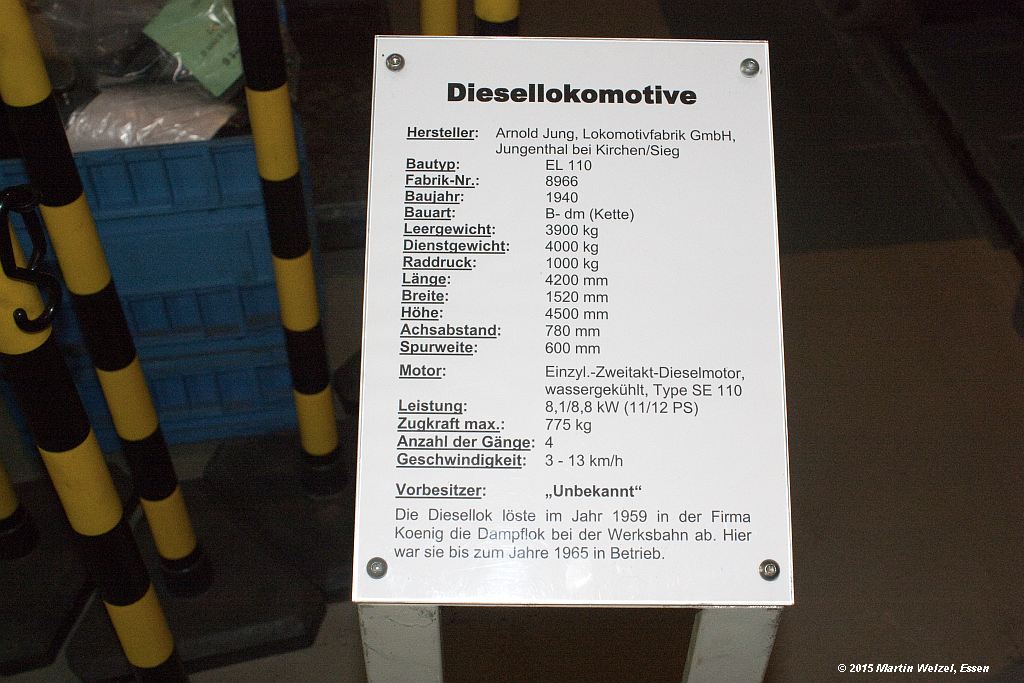 Diesellokomotive
Hersteller: Arnold Jung, Lokomotivfabrik GmbH,
Jungenthal bei Kirchen/Sieg
Bautyp: EL 110
Fabrik-Nr.: 8966
Baujahr: 1940
Bauart: B- dm (Kette)
Leergewicht: 3900 kg
Dienstgewicht: 4000 kg
Raddruck: 1000 kg
Länge: 4200 mm
Breite: 1520 mm
Höhe: 4500 mm
Achsabstand: 780 mm
Spurweite: 600 mm
Motor: Einzyl.-Zweitakt-Dieselmotor,
wassergekühlt, Type SE 110
Leistung: 8,1/8,8 kW (11/12 PS)
Zugkraft max.: 775 kg
Anzahl der Gänge: 4
Geschwindigkeit: 3 - 13 km/h
Vorbesitzer: „Unbekannt“
Die Diesellok löste im Jahr 1959 in der Firma
Koenig die Dampflok bei der Werksbahn ab. Hier
war sie bis zum Jahre 1965 in Betrieb.
© 2015 Martin Welzel, Essen